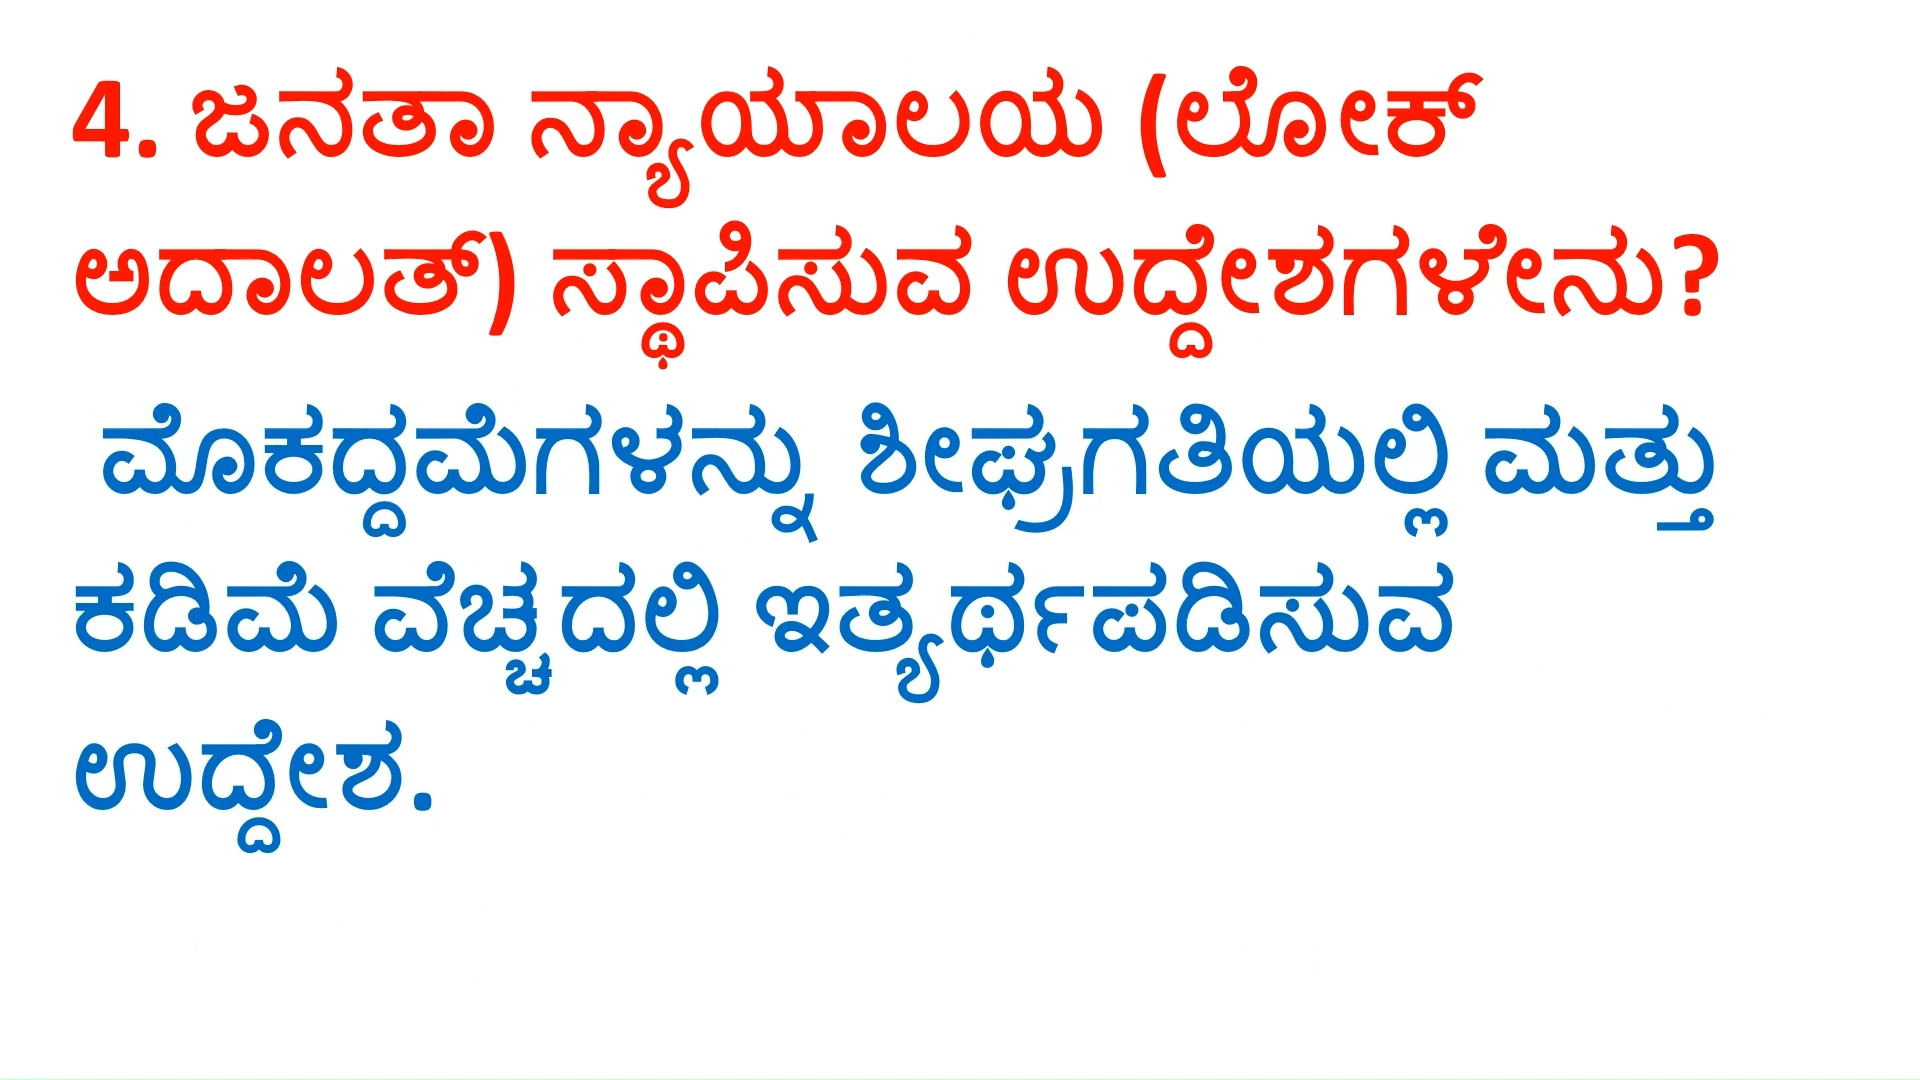 4. ಜನತಾ ನ್ಯಾಯಾಲಯ (ಲೋಕ್
ಅದಾಲತ್) ಸ್ಥಾಪಿಸುವ ಉದ್ದೇಶಗಳೇನು?
ಮೊಕದ್ದಮೆಗಳನ್ನು ಶೀಘ್ರಗತಿಯಲ್ಲಿ ಮತ್ತು
ಕಡಿಮೆ ವೆಚ್ಚದಲ್ಲಿ ಇತ್ಯರ್ಥಪಡಿಸುವ
ಉದ್ದೇಶ.